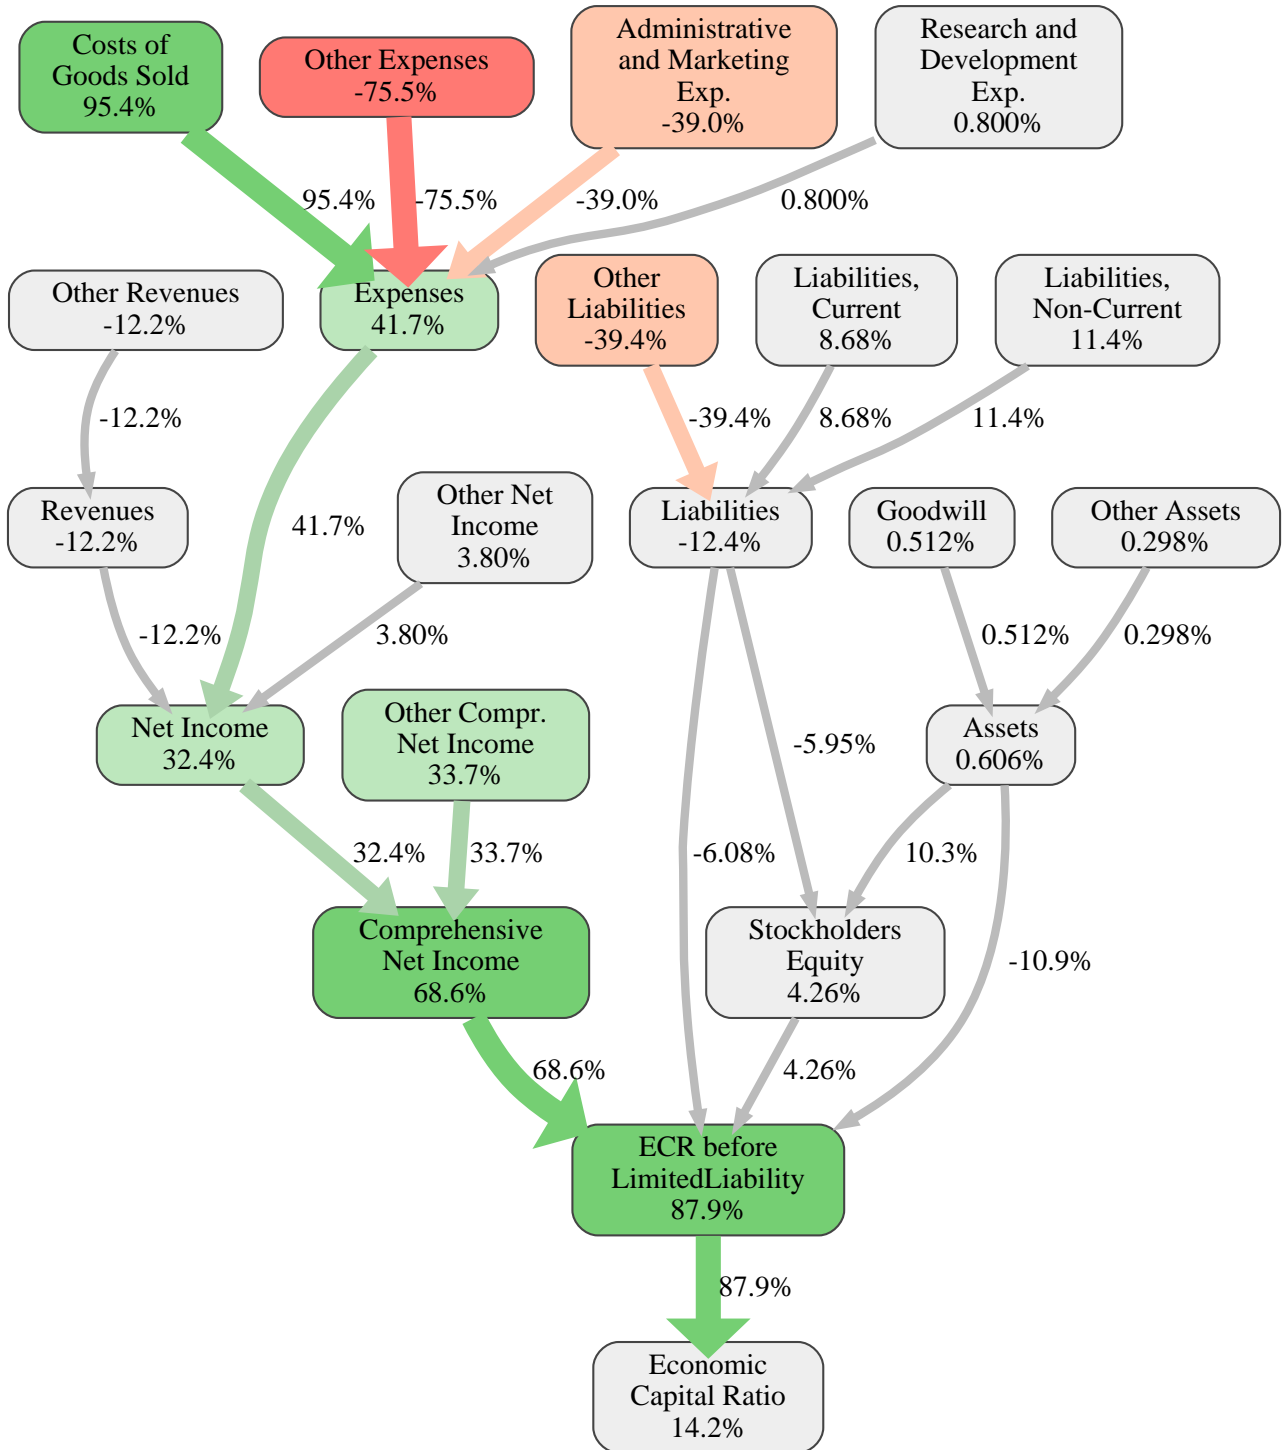 Costs of
Goods Sold
95.4%
Other Expenses
-75.5%
Administrative
and Marketing
Exp.
-39.0%
Research and
Development
Exp.
0.800%
95.4%
-75.5%
-39.0%
0.800%
Other Revenues
-12.2%
Expenses
41.7%
Other
Liabilities
-39.4%
Liabilities,
Current
8.68%
Liabilities,
Non-Current
11.4%
-12.2%
-39.4%
8.68%
11.4%
Revenues
-12.2%
41.7%
Other Net
Income
3.80%
Liabilities
-12.4%
Goodwill
0.512%
Other Assets
0.298%
-12.2%
3.80%
0.512%
0.298%
Net Income
32.4%
Other Compr.
Net Income
33.7%
-5.95%
Assets
0.606%
32.4%
33.7%
-6.08%
10.3%
Comprehensive
Net Income
68.6%
Stockholders
Equity
4.26%
-10.9%
68.6%
4.26%
ECR before
LimitedLiability
87.9%
87.9%
Economic
Capital Ratio
14.2%